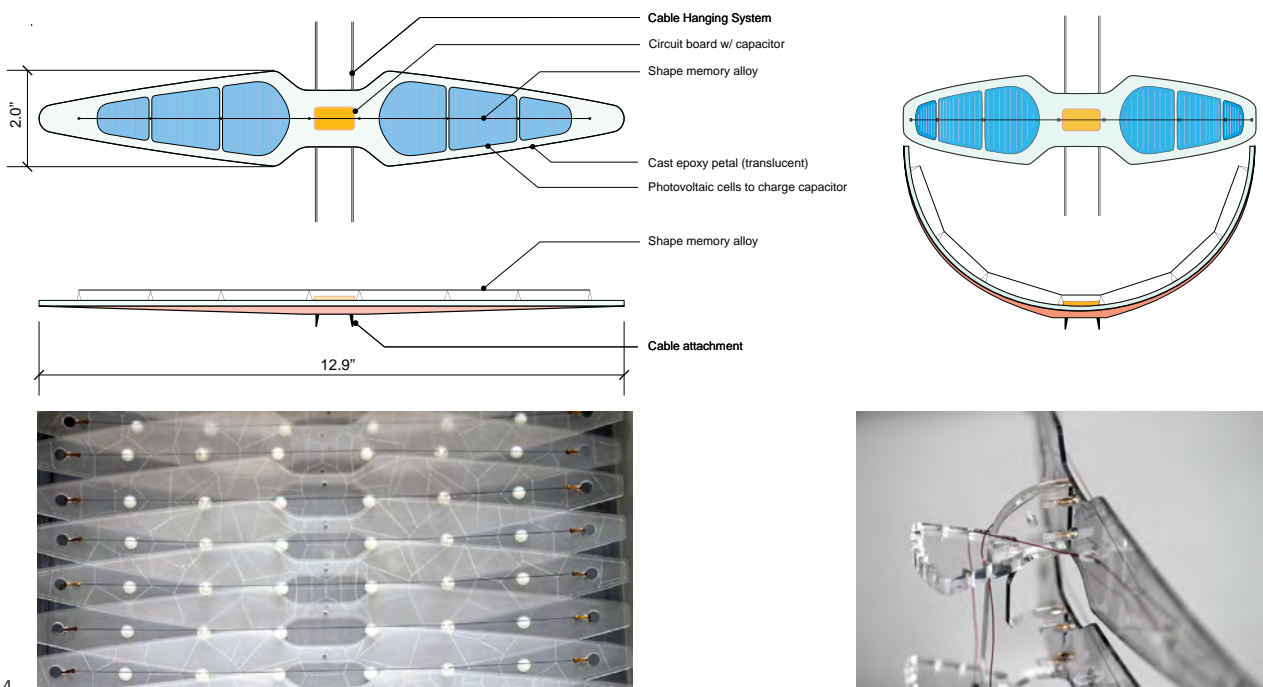 Cable Hanging System
Circuit board w/ capacitor
Shape memory alloy
2.0”
Cast epoxy petal (translucent)
Photovoltaic cells to charge capacitor
Shape memory alloy
Cable attachment
12.9”
4